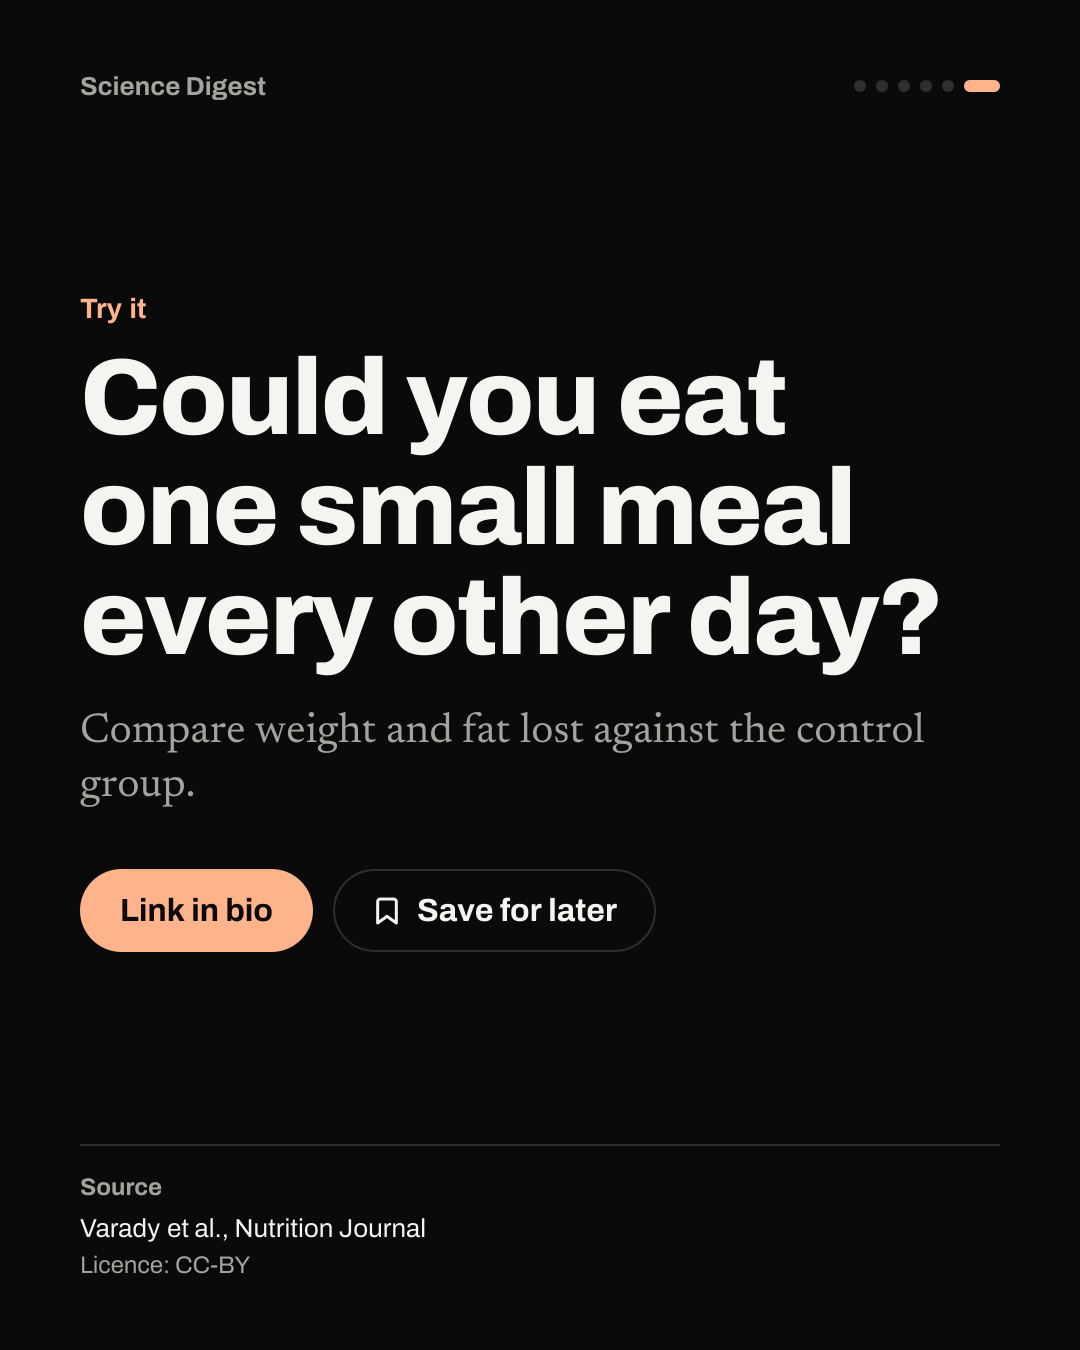 Science Digest
Try it
Could you eat
one small meal
every other day?
Compare weight and fat lost against the control
group.
Link in bio
Save for later
Source
Varady et al., Nutrition Journal
Licence: CC-BY